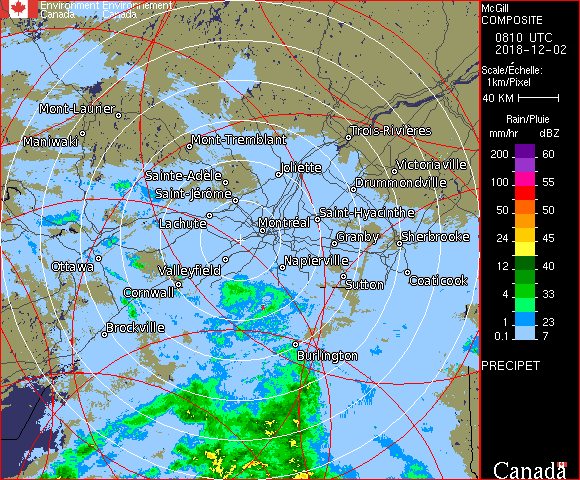 Environment Environnement
Canada Canada
Mont-Laurier
Trois-Rivières
Maniwaki
Mont-Tremblant
Victoriaville
Joliette
Sainte-Adèle
Drummondville
Saint-Jérôme
Saint-Hyacinthe
Lachute
Montréal
Granby
Sherbrooke
Ottawa
Valleyfield
Napierville
Cornwall
Sutton
Coaticook
Brockville
Burlington
McGill
COMPOSITE
0810 UTC
2018-12-02
Scale/Échelle:
1km/Pixel
40 KM
Rain/Pluie
mm/hr dBZ
200 60
100 55
50 50
24 45
12 40
4 33
1 23
0.1 7
PRECIPET
Canada